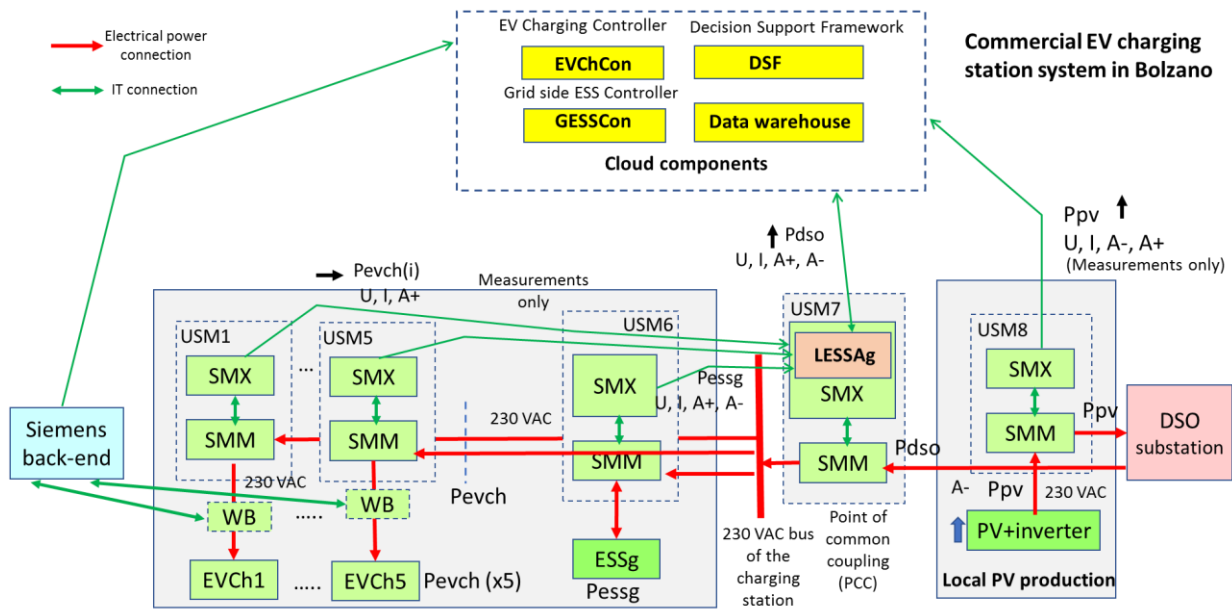 Electrical power
connection
IT connection
EV Charging Controller
Decision Support Framework
EVChCon
DSF
Grid side ESS Controller
GESSCon
Data warehouse
Cloud components
Commercial EV charging
station system in Bolzano
Pdso
U, I, A+, A-
Ppv
U, I, A-, A+
(Measurements only)
Pevch(i)
U, I, A+
Measurements
only
USM1
SMX
SMM
...
USM5
SMX
SMM
USM6
SMX
SMM
Pessg
U, I, A+, A-
230 VAC
USM7
LESSAg
SMX
SMM
Pdso
USM8
SMX
SMM
Ppv
DSO
substation
Siemens
back-end
230 VAC
WB
.....
WB
Pevch
EVCh1
.....
EVCh5
Pevch (x5)
ESSg
Pessg
230 VAC bus
of the
charging
station
Point of
common
coupling
(PCC)
A-
Ppv
230 VAC
PV+inverter
Local PV production